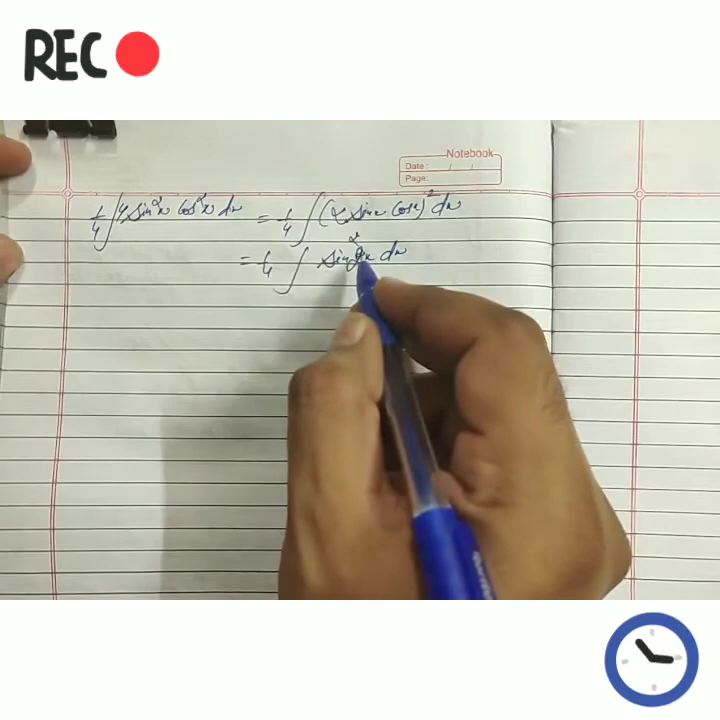 REC
Notebook
Date : / /
Page:
1/4 ∫ 4 sin²x cos²x dx = 1/4 ∫ (2 sinx cosx)² dx
= 1/4 ∫ sin²2x dx